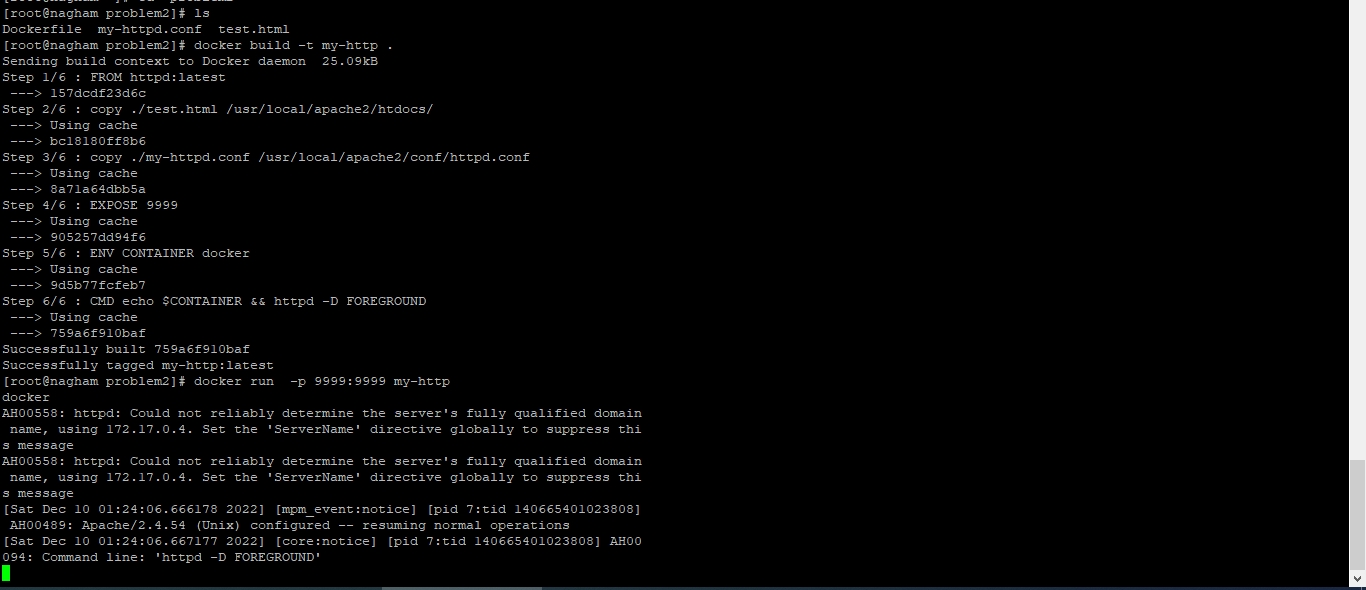 [root@nagham problem2]# ls
Dockerfile  my-httpd.conf  test.html
[root@nagham problem2]# docker build -t my-http .
Sending build context to Docker daemon  25.09kB
Step 1/6 : FROM httpd:latest
 ---> 157dcdf23d6c
Step 2/6 : copy ./test.html /usr/local/apache2/htdocs/
 ---> Using cache
 ---> bc18180ff8b6
Step 3/6 : copy ./my-httpd.conf /usr/local/apache2/conf/httpd.conf
 ---> Using cache
 ---> 8a71a64dbb5a
Step 4/6 : EXPOSE 9999
 ---> Using cache
 ---> 905257dd94f6
Step 5/6 : ENV CONTAINER docker
 ---> Using cache
 ---> 9d5b77fcfeb7
Step 6/6 : CMD echo $CONTAINER && httpd -D FOREGROUND
 ---> Using cache
 ---> 759a6f910baf
Successfully built 759a6f910baf
Successfully tagged my-http:latest
[root@nagham problem2]# docker run  -p 9999:9999 my-http
docker
AH00558: httpd: Could not reliably determine the server's fully qualified domain
 name, using 172.17.0.4. Set the 'ServerName' directive globally to suppress thi
s message
AH00558: httpd: Could not reliably determine the server's fully qualified domain
 name, using 172.17.0.4. Set the 'ServerName' directive globally to suppress thi
s message
[Sat Dec 10 01:24:06.666178 2022] [mpm_event:notice] [pid 7:tid 140665401023808]
 AH00489: Apache/2.4.54 (Unix) configured -- resuming normal operations
[Sat Dec 10 01:24:06.667177 2022] [core:notice] [pid 7:tid 140665401023808] AH00
094: Command line: 'httpd -D FOREGROUND'